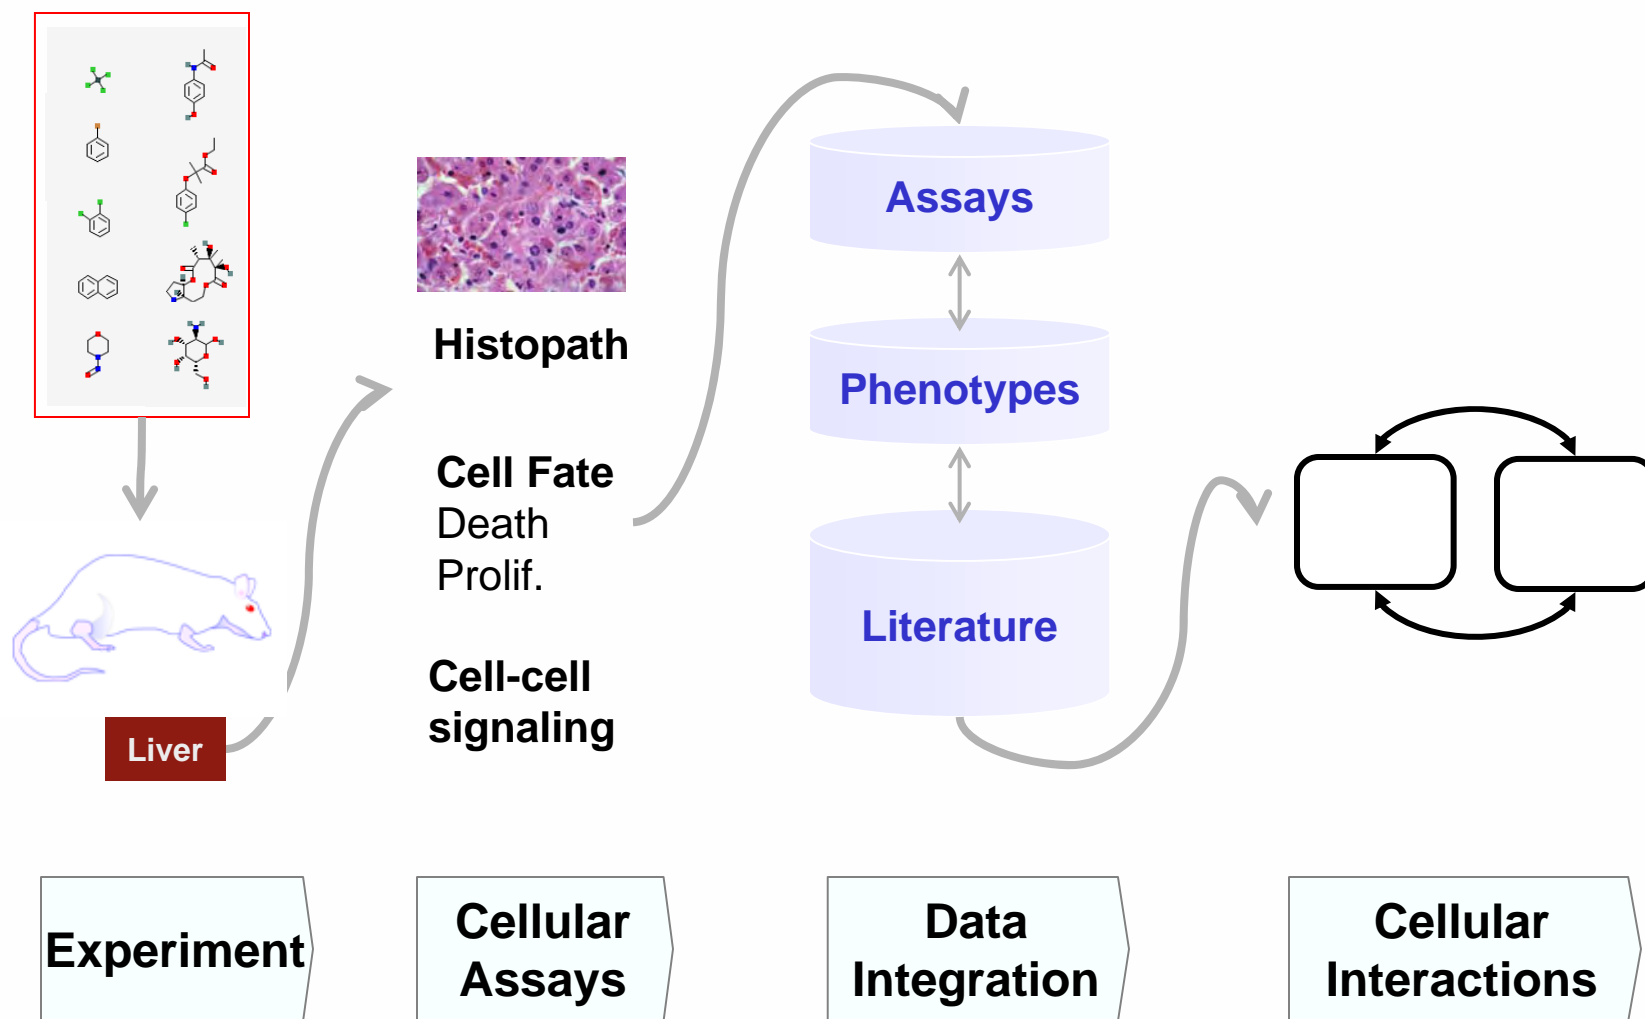 Histopath
Cell Fate
Death
Prolif.
Cell-cell
signaling
Liver
Assays
Phenotypes
Literature
Experiment
Cellular
Assays
Data
Integration
Cellular
Interactions